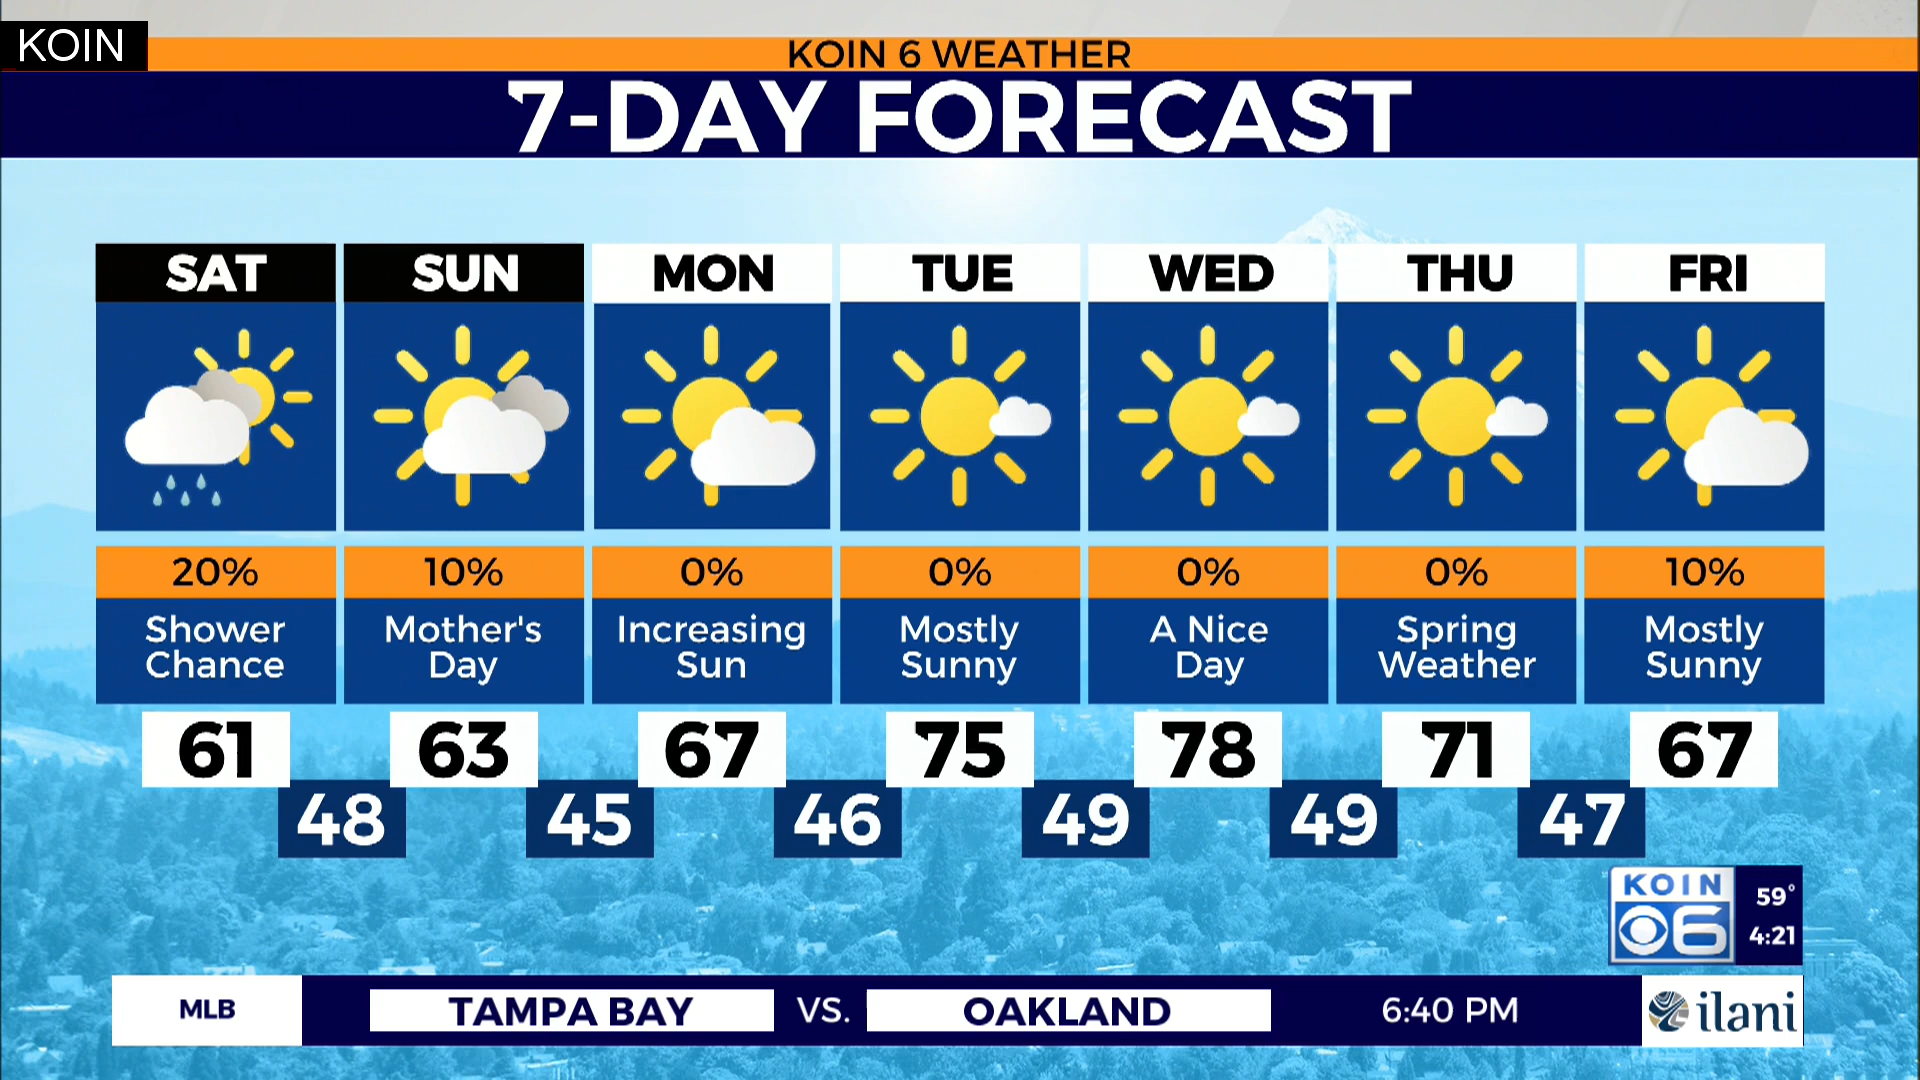 KOIN
KOIN 6 WEATHER
7-DAY FORECAST
SAT SUN MON TUE WED THU FRI
20% 10% 0% 0% 0% 0% 10%
Shower Mother's Increasing Mostly A Nice Spring Mostly
Chance Day Sun Sunny Day Weather Sunny
61 63 67 75 78 71 67
48 45 46 49 49 47
KOIN 59°
6 4:21
MLB TAMPA BAY VS. OAKLAND 6:40 PM ilani